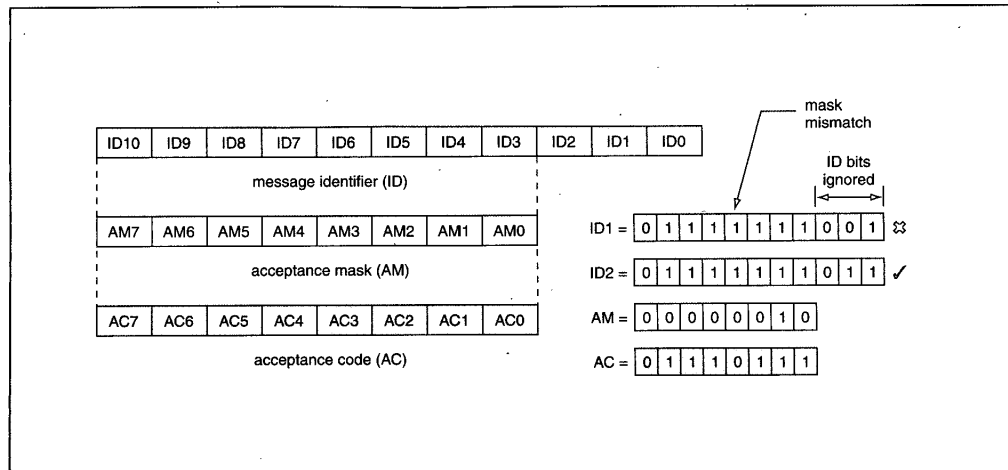 mask
mismatch
ID10 ID9 ID8 ID7 ID6 ID5 ID4 ID3 ID2 ID1 ID0
ID bits
ignored
message identifier (ID)
AM7 AM6 AM5 AM4 AM3 AM2 AM1 AM0
ID1 = 0 1 1 1 1 1 1 1 0 0 1
acceptance mask (AM)
ID2 = 0 1 1 1 1 1 1 1 0 1 1 ✓
AC7 AC6 AC5 AC4 AC3 AC2 AC1 AC0
AM = 0 0 0 0 0 0 1 0
acceptance code (AC)
AC = 0 1 1 1 0 1 1 1